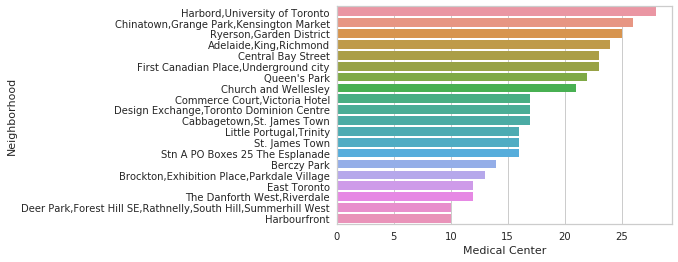 Harbord,University of Toronto
Chinatown,Grange Park,Kensington Market
Ryerson,Garden District
Adelaide,King,Richmond
Central Bay Street
First Canadian Place,Underground city
Queen's Park
Church and Wellesley
Commerce Court,Victoria Hotel
Design Exchange,Toronto Dominion Centre
Cabbagetown,St. James Town
Little Portugal,Trinity
St. James Town
Stn A PO Boxes 25 The Esplanade
Berczy Park
Brockton,Exhibition Place,Parkdale Village
East Toronto
The Danforth West,Riverdale
Deer Park,Forest Hill SE,Rathnelly,South Hill,Summerhill West
Harbourfront
Neighborhood
0 5 10 15 20 25
Medical Center